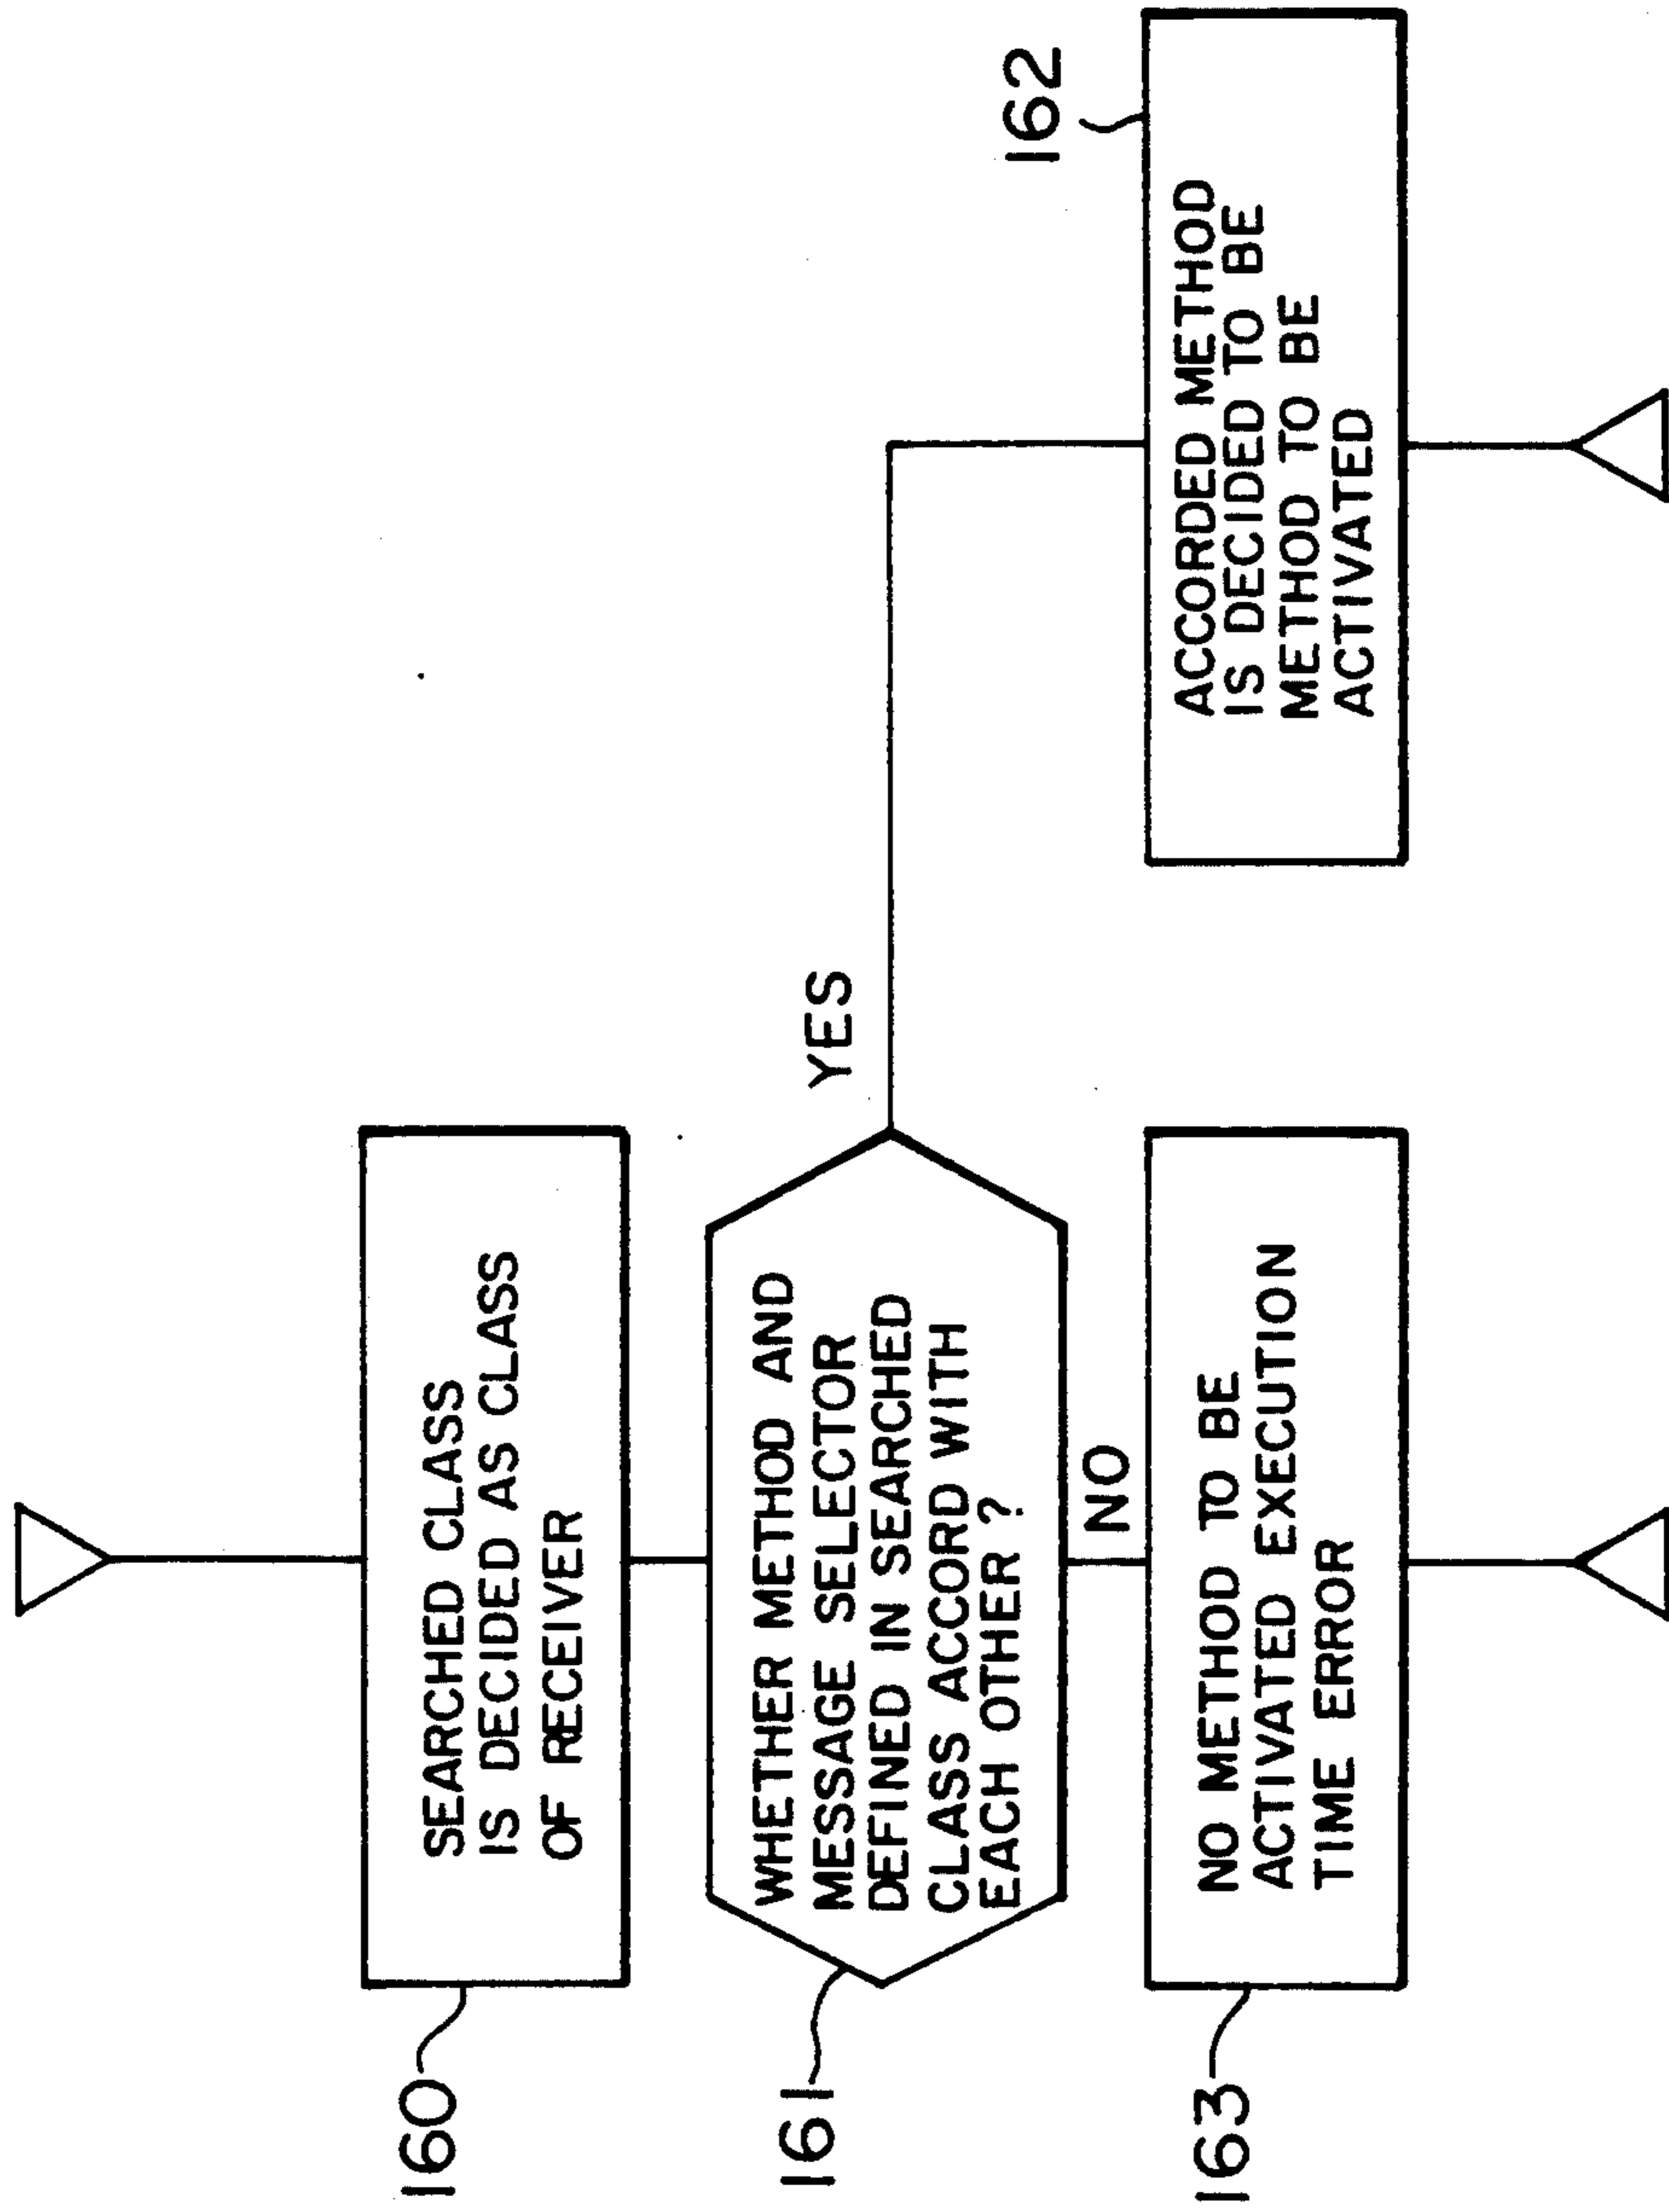 160
SEARCHED CLASS
IS DECIDED AS CLASS
OF RECEIVER
161
WHETHER METHOD AND
MESSAGE SELECTOR
DEFINED IN SEARCHED
CLASS ACCORD WITH
EACH OTHER ?
YES
NO
162
ACCORDED METHOD
IS DECIDED TO BE
METHOD TO BE
ACTIVATED
163
NO METHOD TO BE
ACTIVATED EXECUTION
TIME ERROR